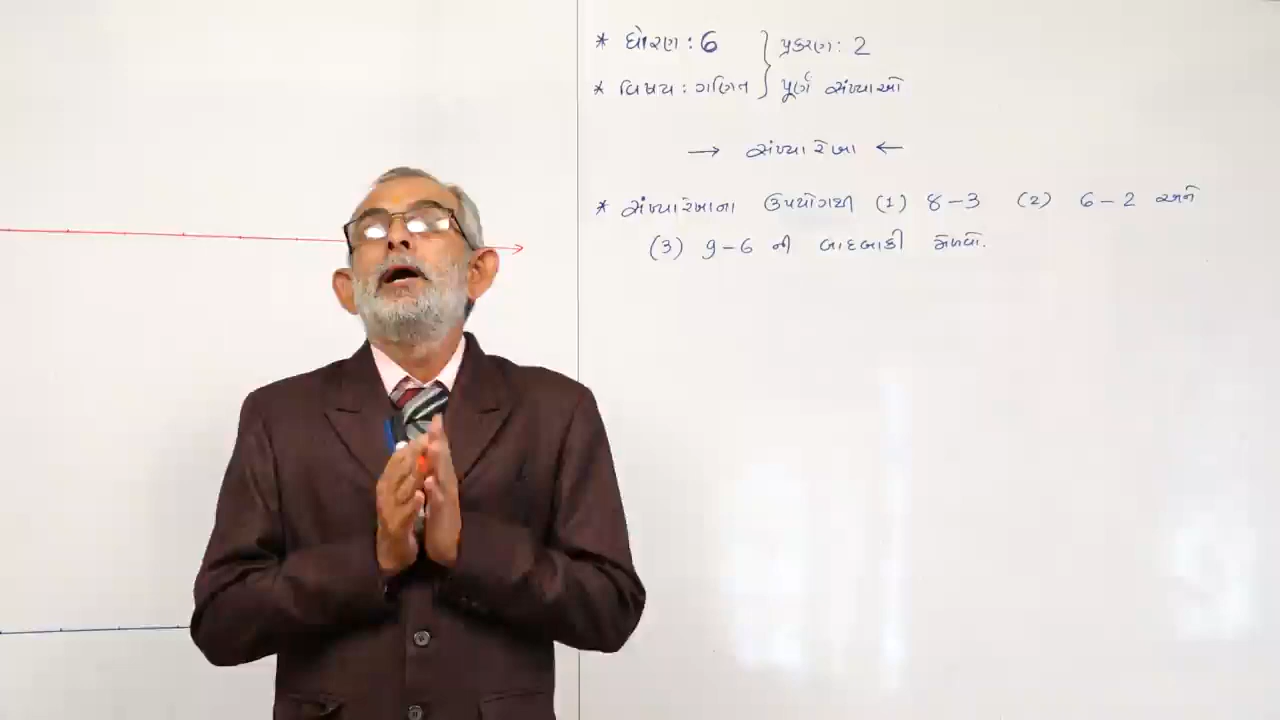 * ધોરણ : 6 } પ્રકરણ : 2
* વિષય : ગણિત } પૂર્ણ સંખ્યાઓ
→ સંખ્યા રેખા ←
* સંખ્યારેખાના ઉપયોગથી (1) 8-3 (2) 6-2 અને
(3) 9-6 ની બાદબાકી મેળવો.